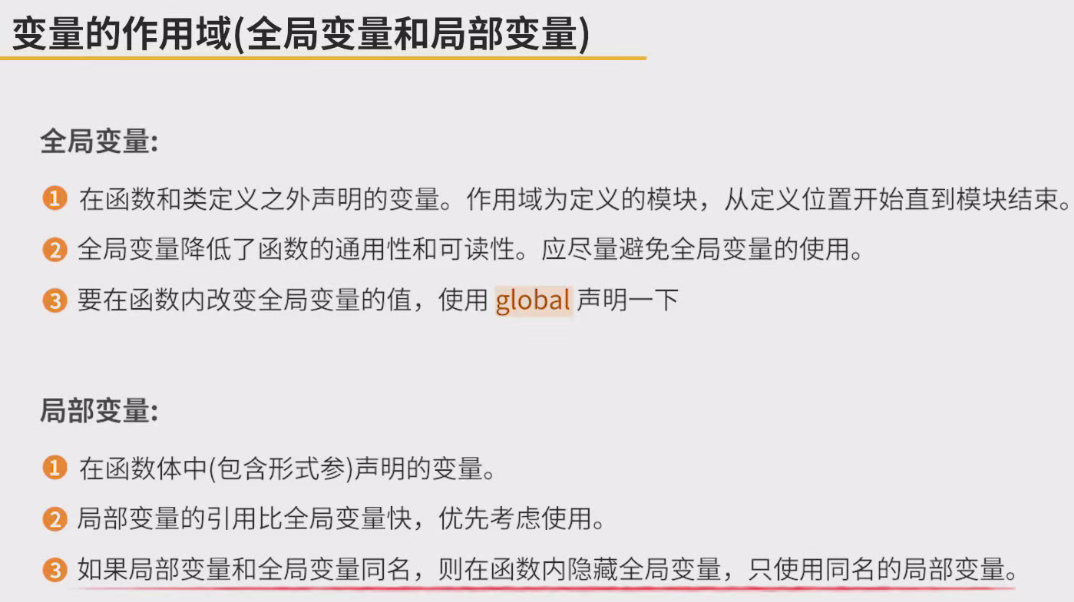 变量的作用域(全局变量和局部变量)
全局变量:
1 在函数和类定义之外声明的变量。作用域为定义的模块，从定义位置开始直到模块结束。
2 全局变量降低了函数的通用性和可读性。应尽量避免全局变量的使用。
3 要在函数内改变全局变量的值，使用 global 声明一下
局部变量:
1 在函数体中(包含形式参)声明的变量。
2 局部变量的引用比全局变量快，优先考虑使用。
3 如果局部变量和全局变量同名，则在函数内隐藏全局变量，只使用同名的局部变量。